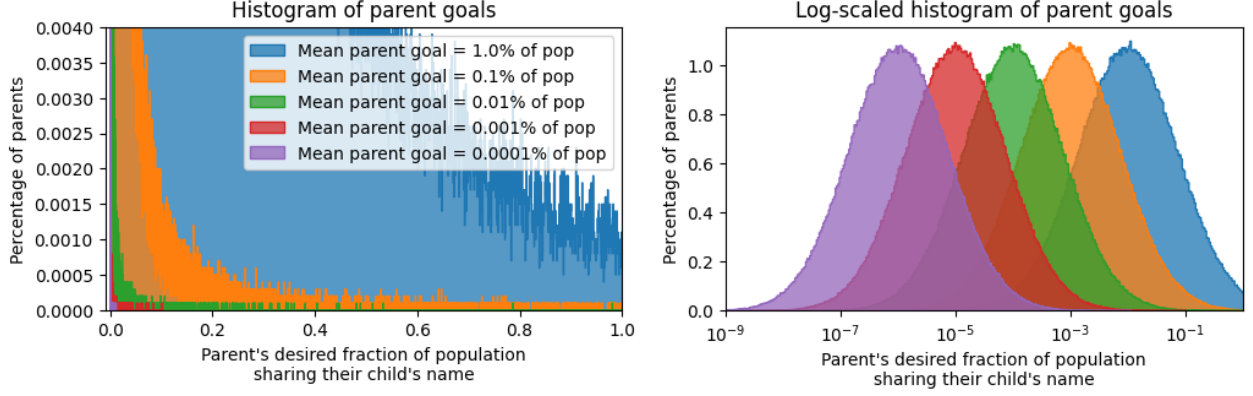 Histogram of parent goals
0.0040
0.0035
0.0030
0.0025
0.0020
0.0015
0.0010
0.0005
0.0000
Percentage of parents
Mean parent goal = 1.0% of pop
Mean parent goal = 0.1% of pop
Mean parent goal = 0.01% of pop
Mean parent goal = 0.001% of pop
Mean parent goal = 0.0001% of pop
0.0 0.2 0.4 0.6 0.8 1.0
Parent's desired fraction of population
sharing their child's name
Log-scaled histogram of parent goals
1.0
0.8
0.6
0.4
0.2
0.0
Percentage of parents
10⁻⁹ 10⁻⁷ 10⁻⁵ 10⁻³ 10⁻¹
Parent's desired fraction of population
sharing their child's name